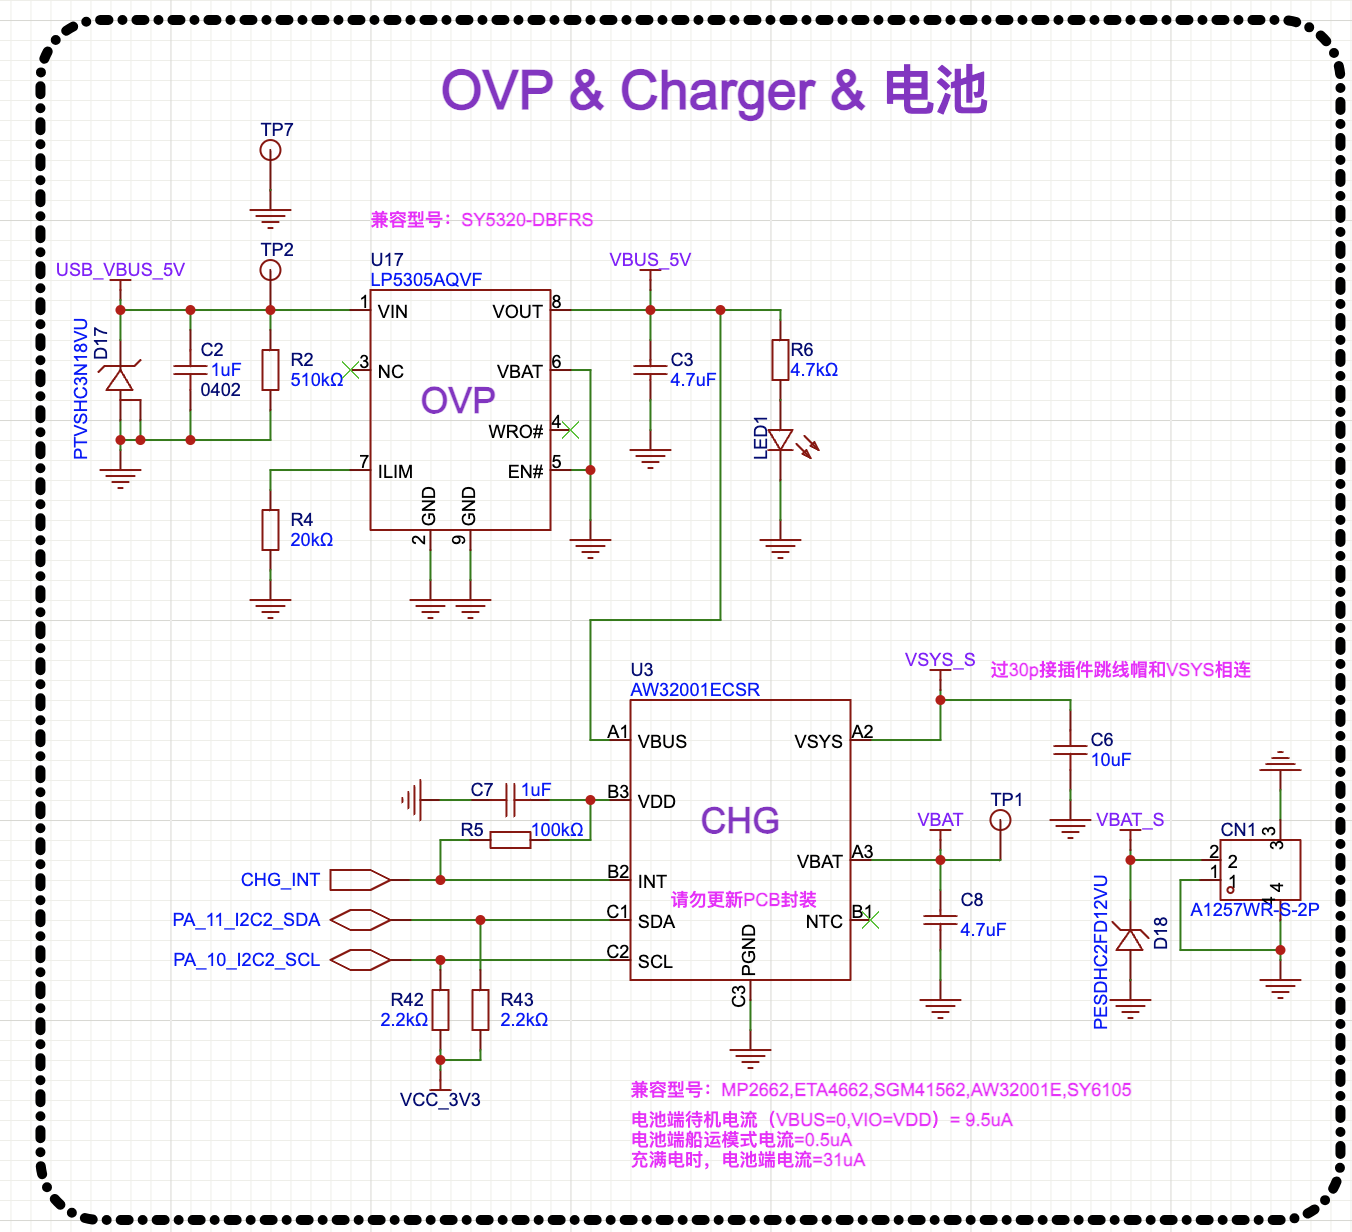 OVP & Charger & 电池
TP7
兼容型号：SY5320-DBFRS
TP2
USB_VBUS_5V
U17
LP5305AQVF
VBUS_5V
1
VIN
VOUT
8
D17
PTVSHC3N18VU
C2
1uF
0402
R2
510kΩ
3
NC
VBAT
6
C3
4.7uF
R6
4.7kΩ
OVP
WRO#
4
LED1
7
ILIM
EN#
5
GND
GND
2
9
R4
20kΩ
U3
AW32001ECSR
VSYS_S
过30p接插件跳线帽和VSYS相连
A1
VBUS
VSYS
A2
C6
10uF
C7
1uF
B3
VDD
CHG
R5
100kΩ
VBAT
TP1
VBAT_S
CN1
3
3
2
2
1
1
4
4
A1257WR-S-2P
VBAT
A3
CHG_INT
B2
INT
请勿更新PCB封装
PA_11_I2C2_SDA
C1
SDA
NTC
B1
C8
4.7uF
PESDHC2FD12VU
D18
PA_10_I2C2_SCL
C2
SCL
PGND
C3
R42
2.2kΩ
R43
2.2kΩ
VCC_3V3
兼容型号：MP2662,ETA4662,SGM41562,AW32001E,SY6105
电池端待机电流（VBUS=0,VIO=VDD）= 9.5uA
电池端船运模式电流=0.5uA
充满电时，电池端电流=31uA